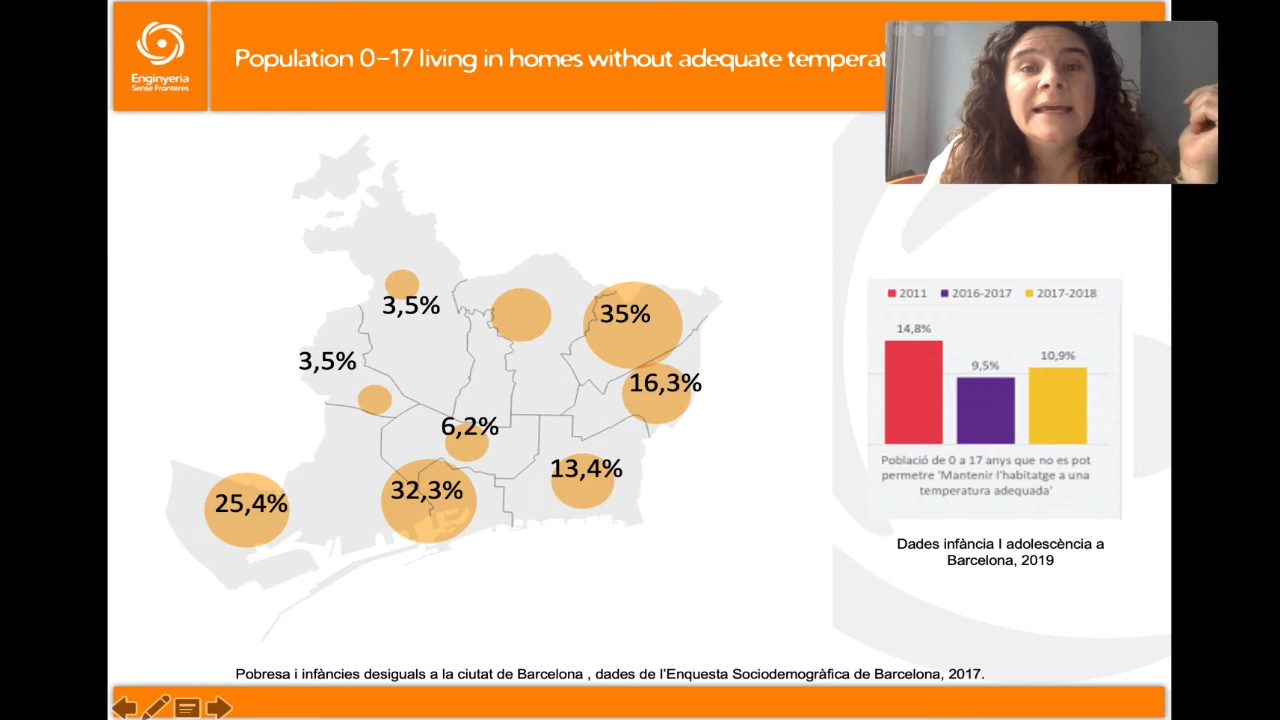 Enginyeria
Sense Fronteres
Population 0-17 living in homes without adequate temperat
3,5%
35%
3,5%
16,3%
6,2%
13,4%
32,3%
25,4%
2011 2016-2017 2017-2018
14,8%
9,5%
10,9%
Població de 0 a 17 anys que no es pot
permetre 'Mantenir l'habitatge a una
temperatura adequada'
Dades infància I adolescència a
Barcelona, 2019
Pobresa i infàncies desiguals a la ciutat de Barcelona , dades de l'Enquesta Sociodemogràfica de Barcelona, 2017.